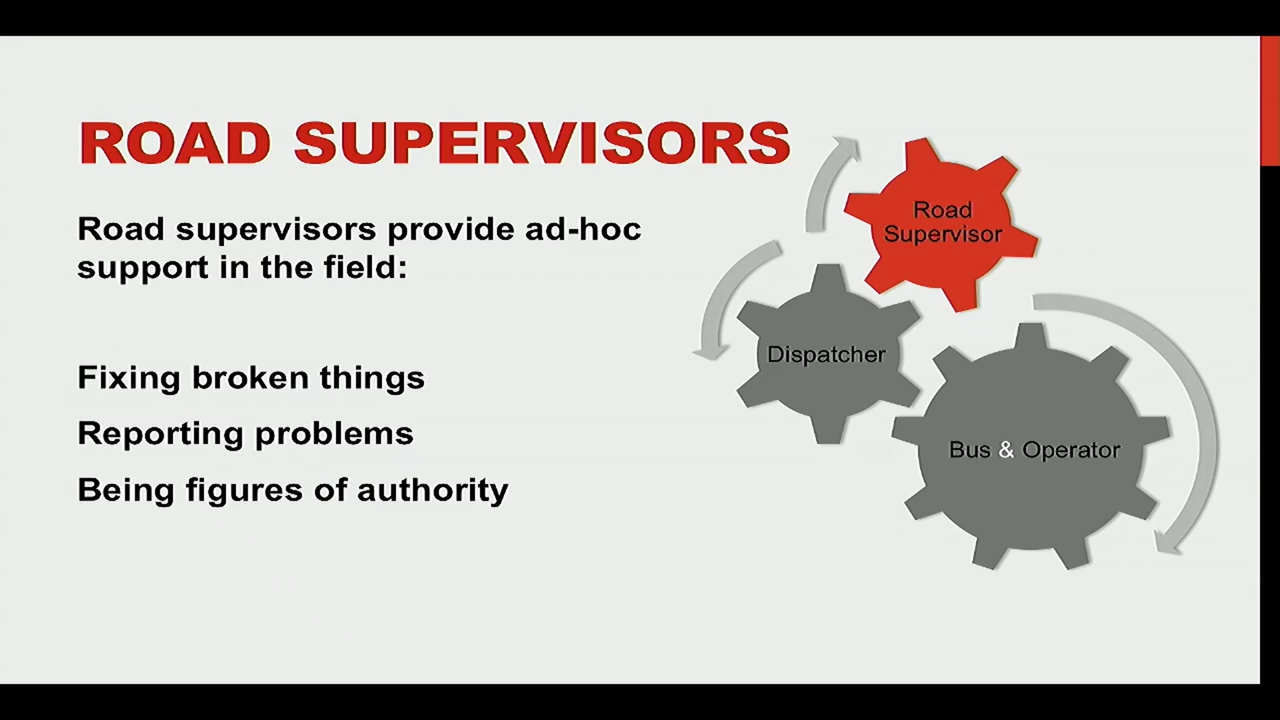 ROAD SUPERVISORS
Road supervisors provide ad-hoc
support in the field:
Fixing broken things
Reporting problems
Being figures of authority
Road
Supervisor
Dispatcher
Bus & Operator